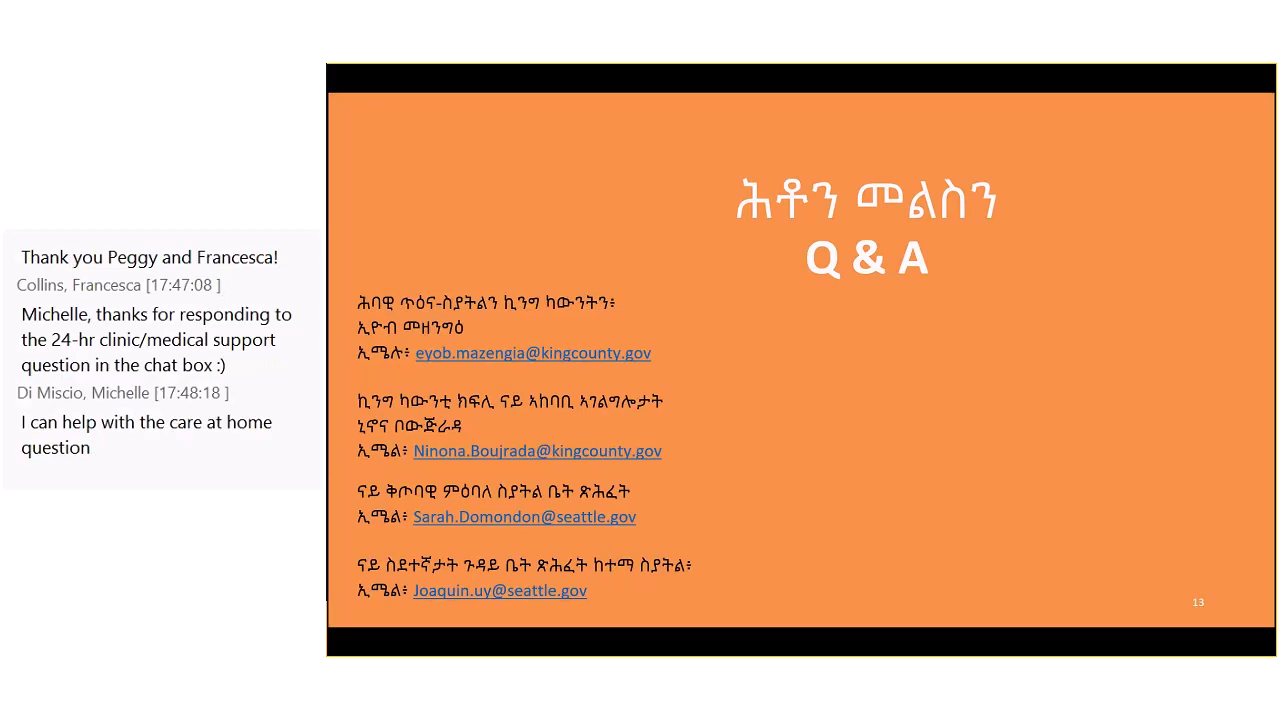 Thank you Peggy and Francesca!
Collins, Francesca [17:47:08 ]
Michelle, thanks for responding to
the 24-hr clinic/medical support
question in the chat box :)
Di Miscio, Michelle [17:48:18 ]
I can help with the care at home
question
ሕቶን መልስን
Q & A
ሕባዊ ጥዕና-ስያትልን ኪንግ ካውንትን፥
ኢዮብ መዘንግዕ
ኢሜሉ፥ eyob.mazengia@kingcounty.gov
ኪንግ ካውንቲ ክፍሊ ናይ ኣከባቢ ኣገልግሎታት
ኒኖና ቦውጅራዳ
ኢሜል፥ Ninona.Boujrada@kingcounty.gov
ናይ ቅጦባዊ ምዕባለ ስያትል ቤት ጽሕፈት
ኢሜል፥ Sarah.Domondon@seattle.gov
ናይ ስደተኛታት ጉዳይ ቤት ጽሕፈት ከተማ ስያትል፥
ኢሜል፥ Joaquin.uy@seattle.gov
13